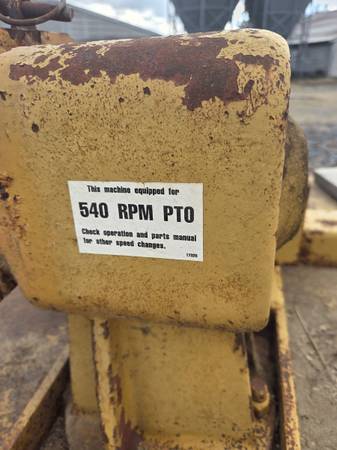 This machine equipped for
540 RPM PTO
Check operation and parts manual
for other speed changes.